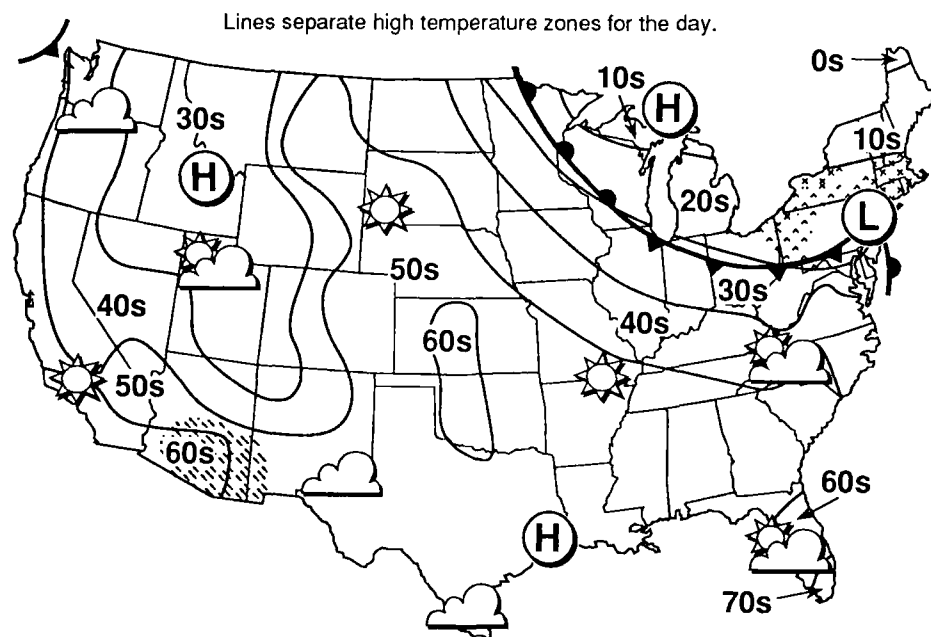 Lines separate high temperature zones for the day.
0s
10s
H
30s
10s
H
20s
L
50s
30s
40s
40s
60s
50s
60s
60s
H
70s